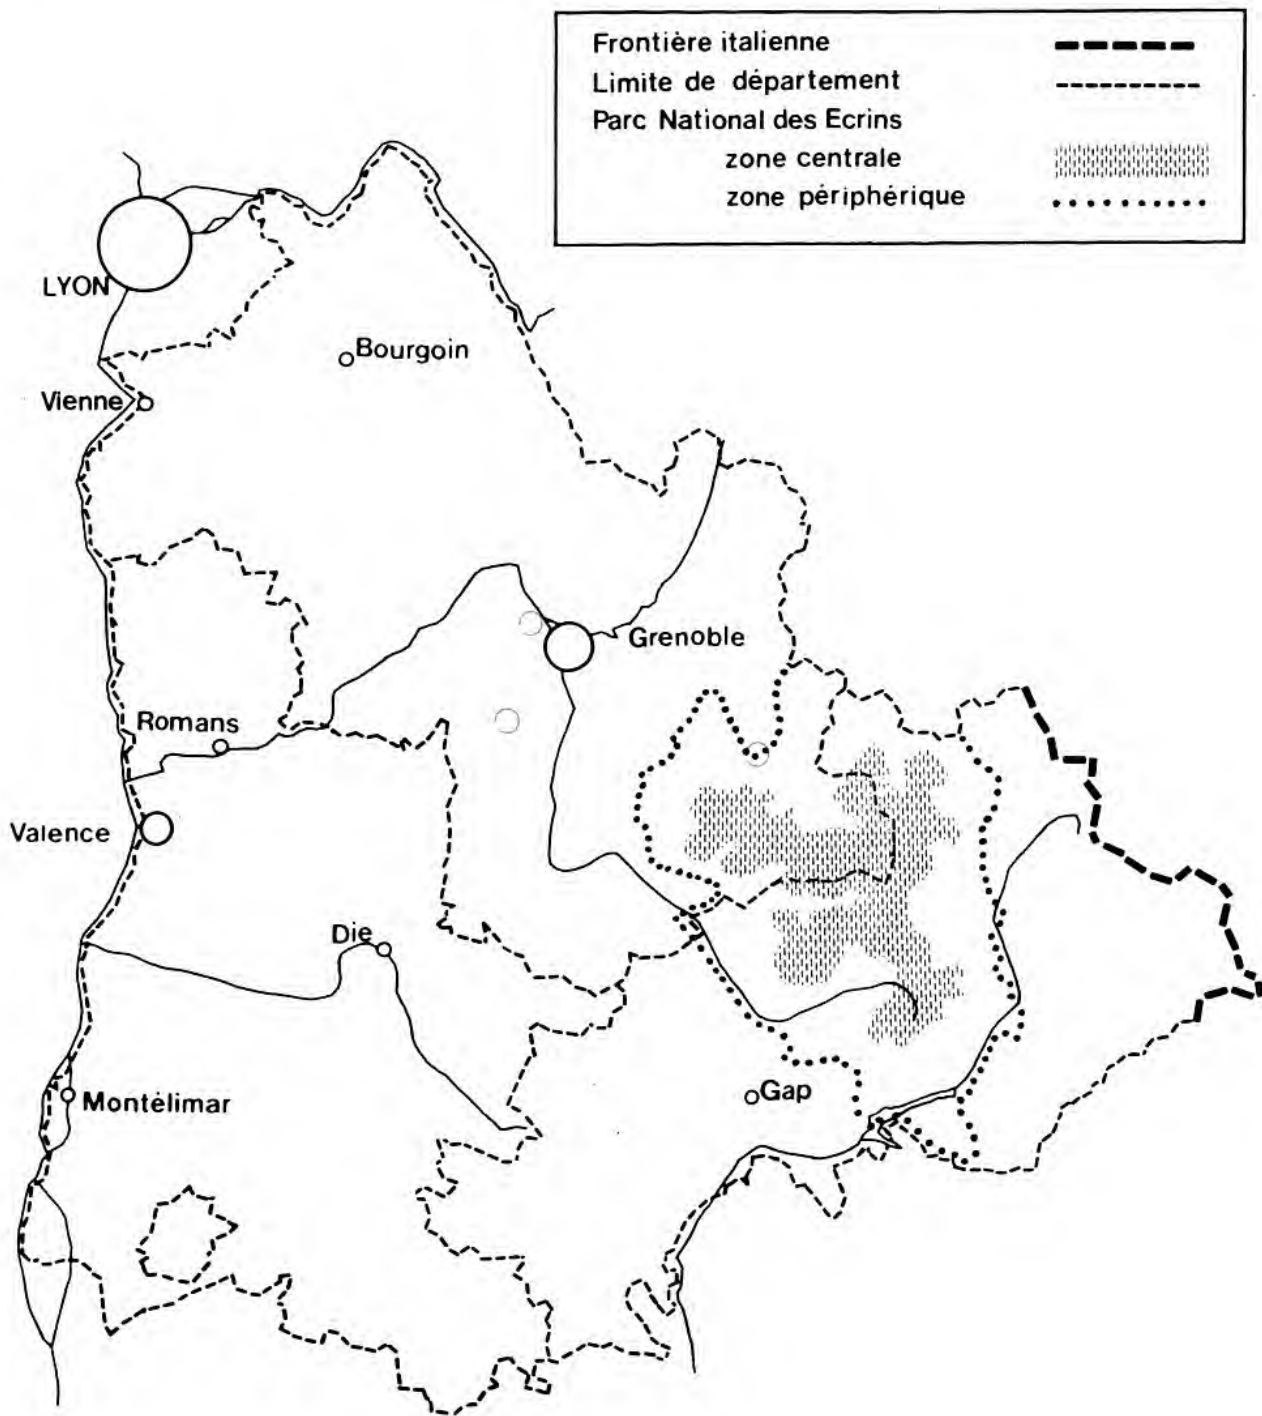 Frontière italienne
Limite de département
Parc National des Ecrins
zone centrale
zone périphérique
LYON
Bourgoin
Vienne
Grenoble
Romans
Valence
Die
Montélimar
Gap